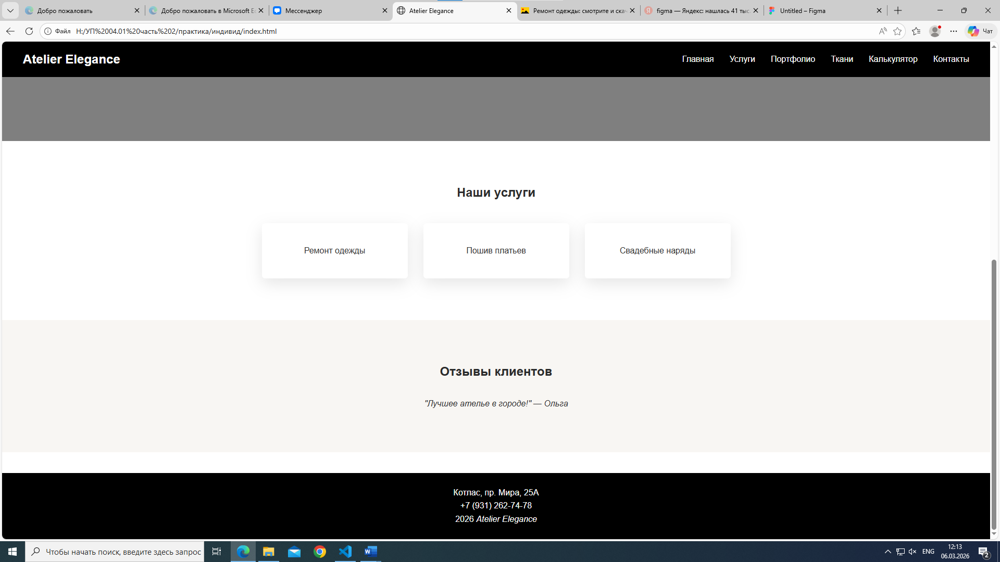 Добро пожаловать
Добро пожаловать в Microsoft Ed
Мессенджер
Atelier Elegance
Ремонт одежды: смотрите и скач
figma — Яндекс: нашлась 41 тыс.
Untitled – Figma
Файл
H:/УП%2004.01%20часть%202/практика/индивид/index.html
Чат
Atelier Elegance
Главная
Услуги
Портфолио
Ткани
Калькулятор
Контакты
Наши услуги
Ремонт одежды
Пошив платьев
Свадебные наряды
Отзывы клиентов
"Лучшее ателье в городе!" — Ольга
Котлас, пр. Мира, 25А
+7 (931) 262-74-78
2026 Atelier Elegance
Чтобы начать поиск, введите здесь запрос
ENG
12:13
06.03.2026
2